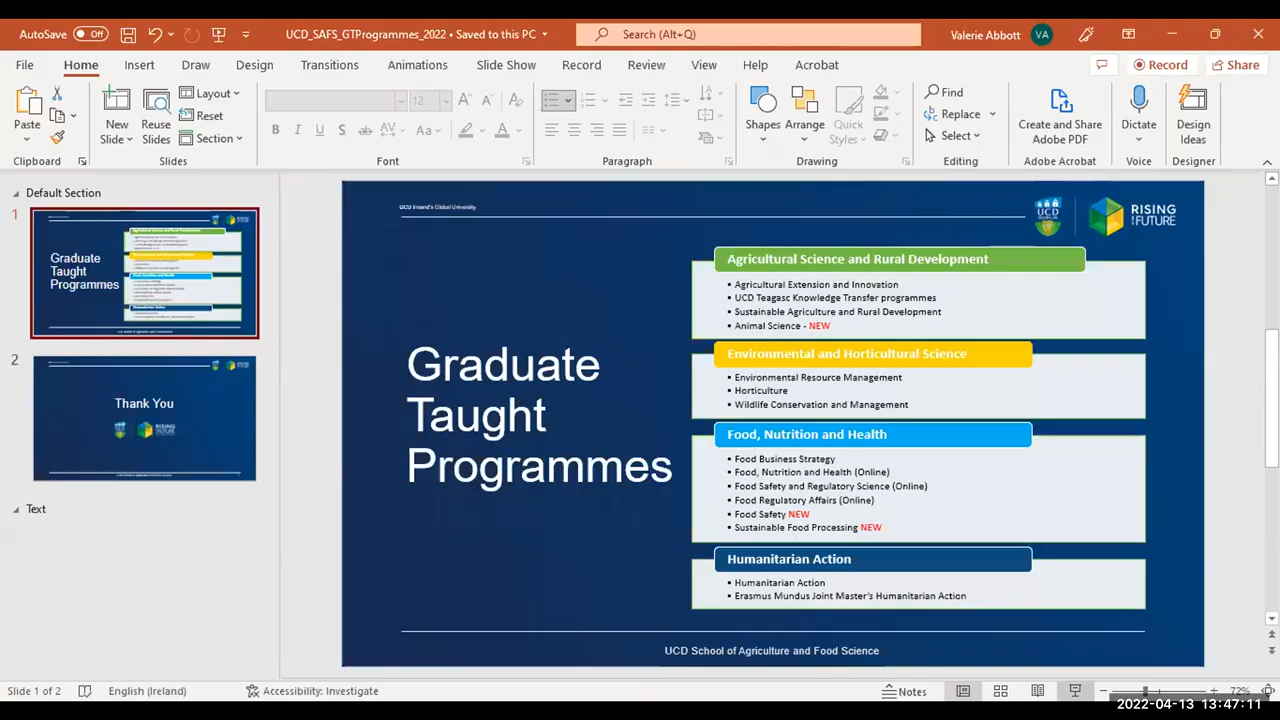 AutoSave Off UCD_SAFS_GTProgrammes_2022 • Saved to this PC Search (Alt+Q) Valerie Abbott VA
File Home Insert Draw Design Transitions Animations Slide Show Record Review View Help Acrobat Record Share
Paste New Slide Reuse Slides Layout Reset Section 12 Shapes Arrange Quick Styles Find Replace Select Create and Share Adobe PDF Dictate Design Ideas
Clipboard Slides Font Paragraph Drawing Editing Adobe Acrobat Voice Designer
Default Section
1
Graduate
Taught
Programmes
2
Thank You
Text
UCD Ireland's Global University
UCD DUBLIN
RISING
TO THE FUTURE
Graduate
Taught
Programmes
Agricultural Science and Rural Development
• Agricultural Extension and Innovation
• UCD Teagasc Knowledge Transfer programmes
• Sustainable Agriculture and Rural Development
• Animal Science - NEW
Environmental and Horticultural Science
• Environmental Resource Management
• Horticulture
• Wildlife Conservation and Management
Food, Nutrition and Health
• Food Business Strategy
• Food, Nutrition and Health (Online)
• Food Safety and Regulatory Science (Online)
• Food Regulatory Affairs (Online)
• Food Safety NEW
• Sustainable Food Processing NEW
Humanitarian Action
• Humanitarian Action
• Erasmus Mundus Joint Master's Humanitarian Action
UCD School of Agriculture and Food Science
Slide 1 of 2 English (Ireland) Accessibility: Investigate Notes 72%
2022-04-13 13:47:11